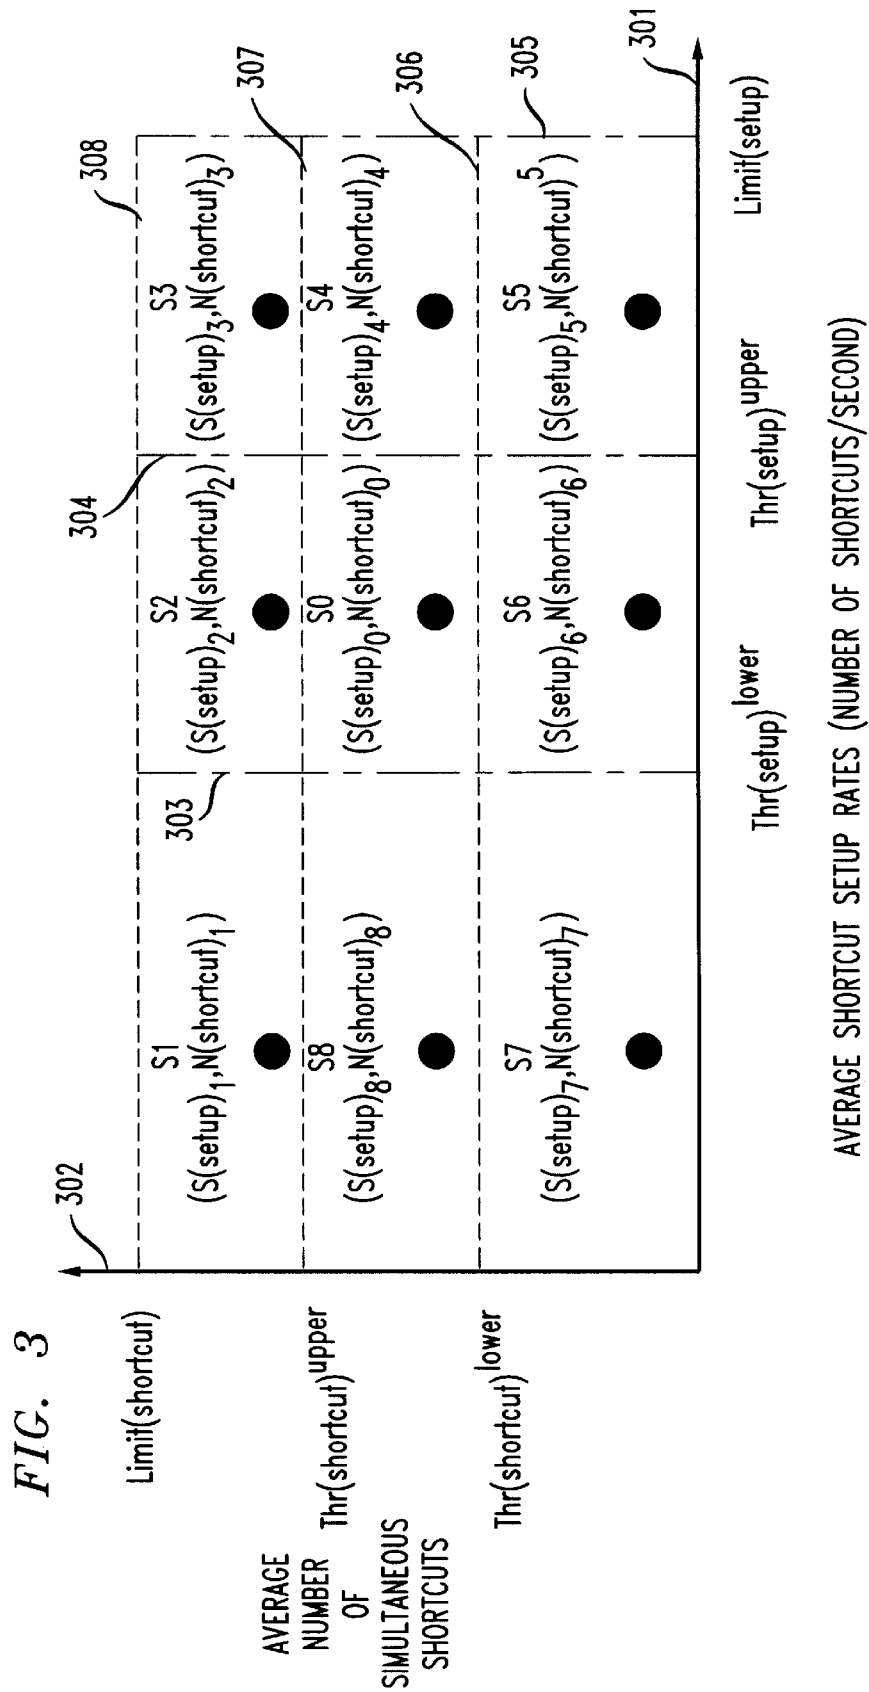 FIG. 3
302
Limit(shortcut)
308
304
303
307
306
305
301
S1
(S(setup)1,N(shortcut)1)
S2
(S(setup)2,N(shortcut)2)
S3
(S(setup)3,N(shortcut)3)
Thr(shortcut)upper
AVERAGE
NUMBER
OF
SIMULTANEOUS
SHORTCUTS
S8
(S(setup)8,N(shortcut)8)
S0
(S(setup)0,N(shortcut)0)
S4
(S(setup)4,N(shortcut)4)
Thr(shortcut)lower
S7
(S(setup)7,N(shortcut)7)
S6
(S(setup)6,N(shortcut)6)
S5
(S(setup)5,N(shortcut)5)
Thr(setup)lower
Thr(setup)upper
Limit(setup)
AVERAGE SHORTCUT SETUP RATES (NUMBER OF SHORTCUTS/SECOND)